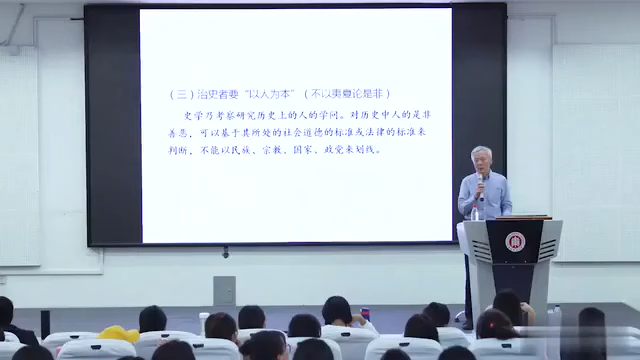 （三）治史者要“以人为本”（不以夷夏论是非）
史学乃考察研究历史上的人的学问。对历史中人的是非
善恶，可以基于其所处的社会道德的标准或法律的标准来
判断，不能以民族、宗教、国家、政党来划线。